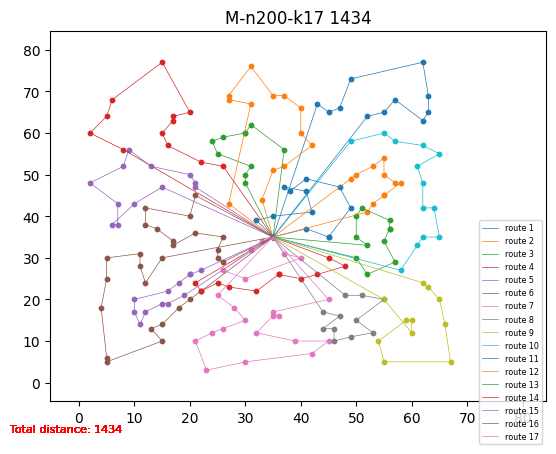 M-n200-k17 1434
80
70
60
50
40
30
20
10
0
0
10
20
30
40
50
60
70
80
route 1
route 2
route 3
route 4
route 5
route 6
route 7
route 8
route 9
route 10
route 11
route 12
route 13
route 14
route 15
route 16
route 17
Total distance: 1434